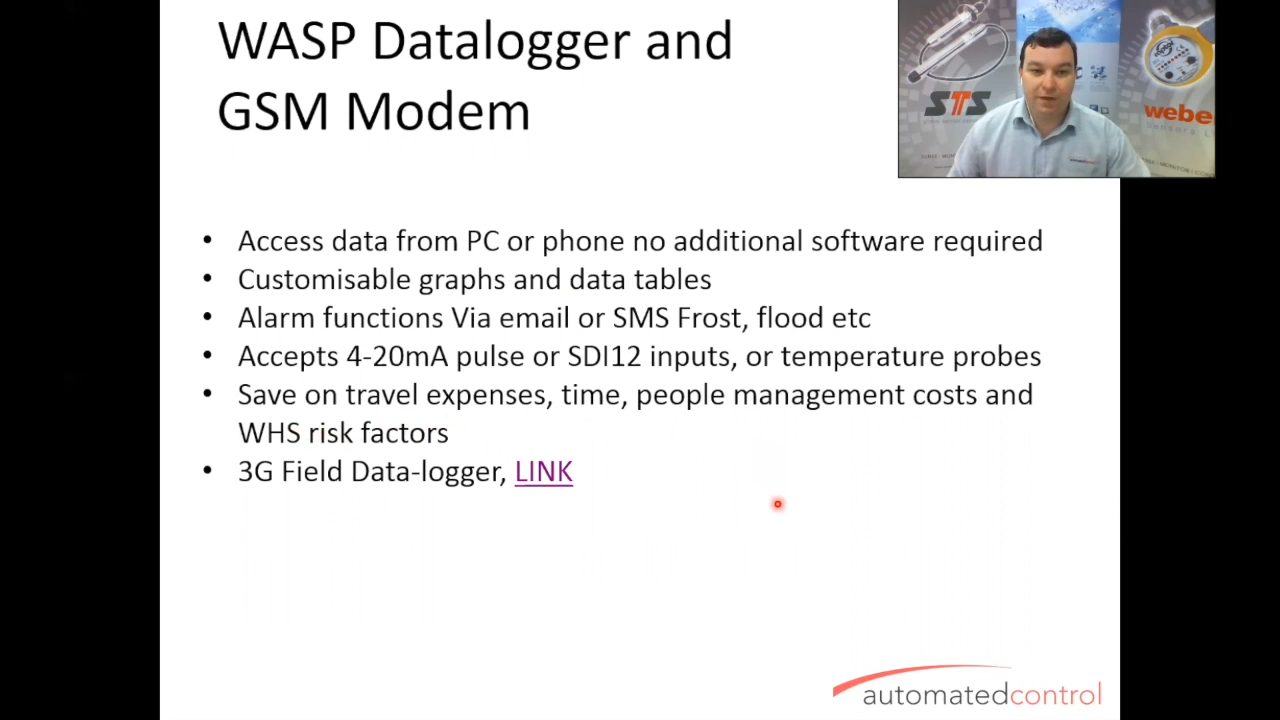 WASP Datalogger and
GSM Modem
STS
webe
• Access data from PC or phone no additional software required
• Customisable graphs and data tables
• Alarm functions Via email or SMS Frost, flood etc
• Accepts 4-20mA pulse or SDI12 inputs, or temperature probes
• Save on travel expenses, time, people management costs and
WHS risk factors
• 3G Field Data-logger, LINK
automatedcontrol